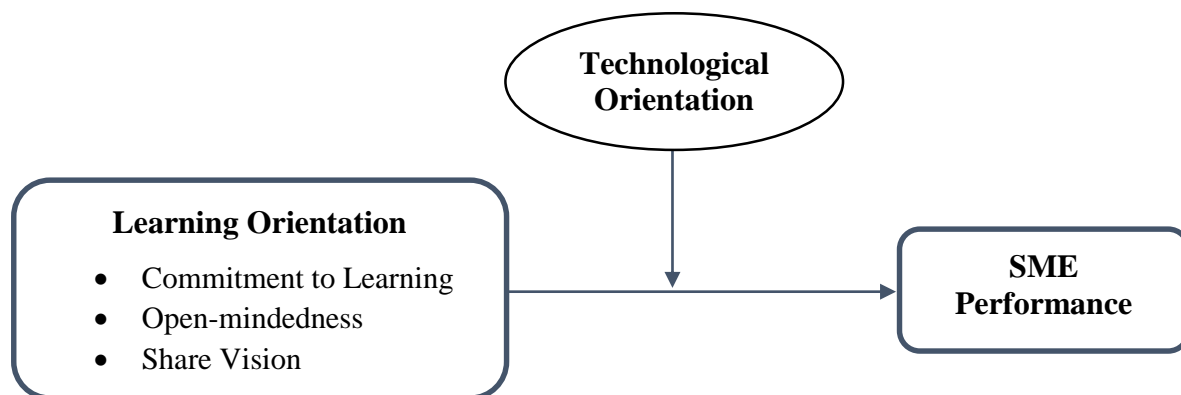 Technological
Orientation
Learning Orientation
• Commitment to Learning
• Open-mindedness
• Share Vision
SME
Performance